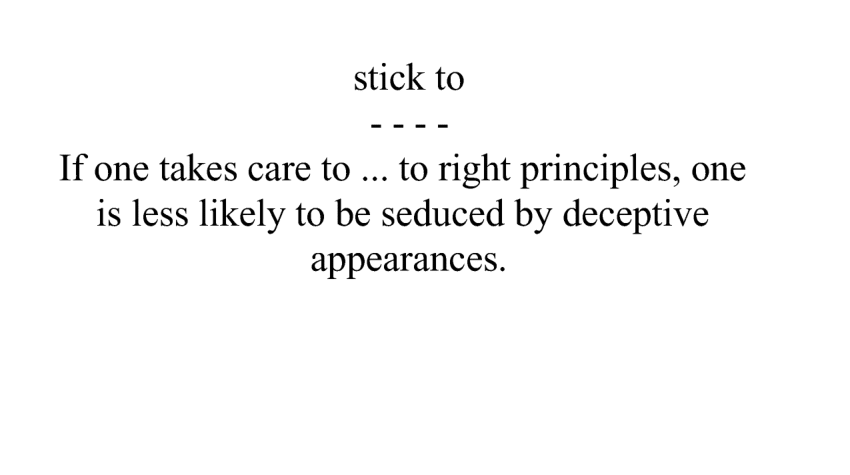 stick to
- - - -
If one takes care to ... to right principles, one
is less likely to be seduced by deceptive
appearances.